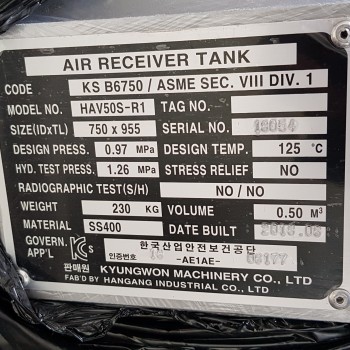 AIR RECEIVER TANK
CODE KS B6750 / ASME SEC. VIII DIV. 1
MODEL NO. HAV50S-R1 TAG NO.
SIZE(IDxTL) 750 x 955 SERIAL NO.
DESIGN PRESS. 0.97 MPa DESIGN TEMP. 125 °C
HYD. TEST PRESS. 1.26 MPa STRESS RELIEF NO
RADIOGRAPHIC TEST(S/H) NO / NO
WEIGHT 230 KG VOLUME 0.50 M³
MATERIAL SS400 DATE BUILT
GOVERN. APP'L S 한국산업안전보건공단
-AE1AE-
인증번호
판매원 KYUNGWON MACHINERY CO., LTD
FAB'D BY HANGANG INDUSTRIAL CO., LTD